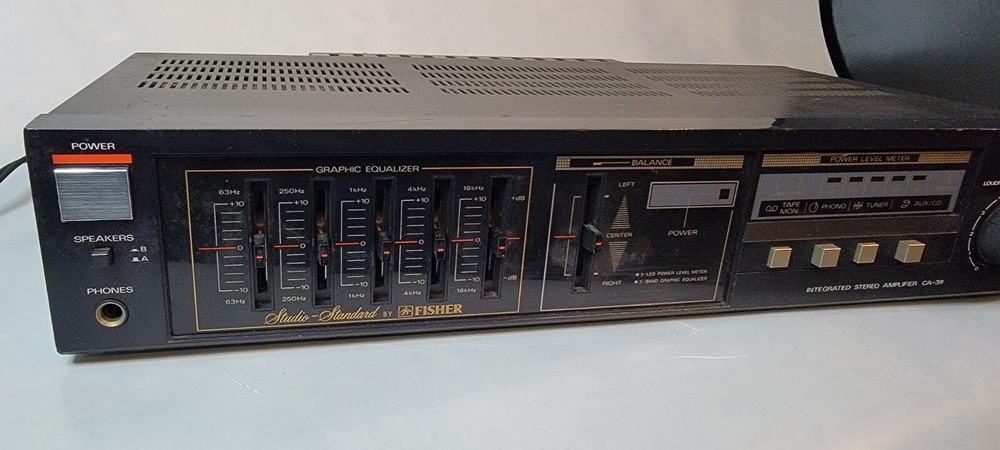 POWER
SPEAKERS
B
A
PHONES
GRAPHIC EQUALIZER
63Hz 250Hz 1kHz 4kHz 16kHz
+10 +10 +10 +10 +10 +dB
0 0 0 0 0
-10 -10 -10 -10 -10 -dB
63Hz 250Hz 1kHz 4kHz 16kHz
Studio-Standard BY FISHER
BALANCE
LEFT
CENTER
RIGHT
POWER
5-LED POWER LEVEL METER
5 BAND GRAPHIC EQUALIZER
POWER LEVEL METER
TAPE MON. PHONO TUNER AUX/CD
INTEGRATED STEREO AMPLIFIER CA-39
0